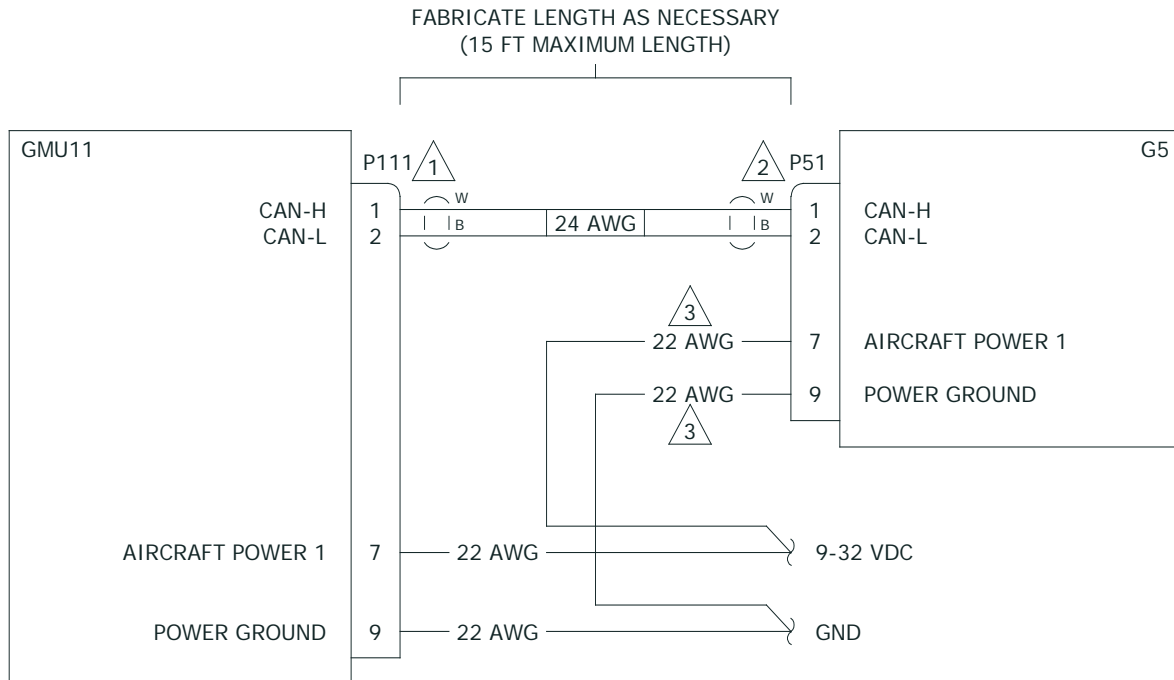 FABRICATE LENGTH AS NECESSARY
(15 FT MAXIMUM LENGTH)
GMU11
G5
P111
1
2
P51
CAN-H
1
W
W
1
CAN-H
CAN-L
2
B
24 AWG
B
2
CAN-L
3
22 AWG
7
AIRCRAFT POWER 1
22 AWG
9
POWER GROUND
3
AIRCRAFT POWER 1
7
22 AWG
9-32 VDC
POWER GROUND
9
22 AWG
GND